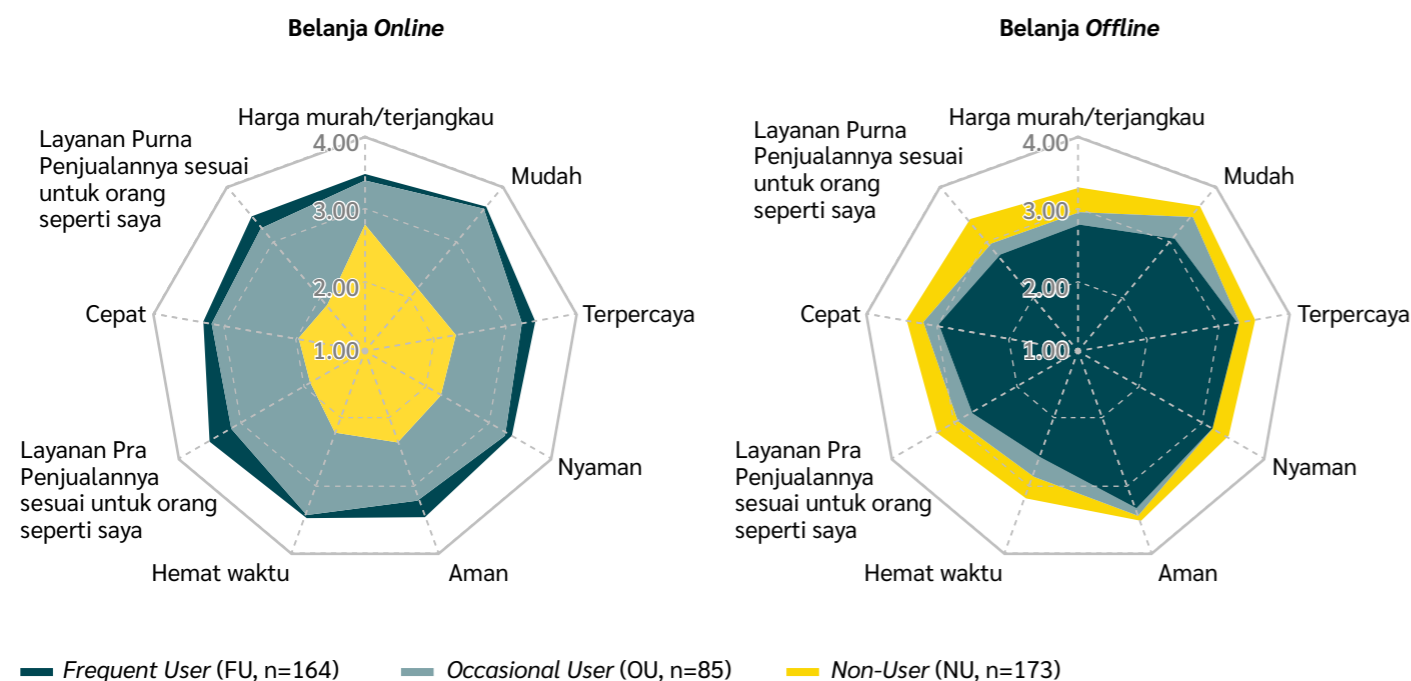 Belanja Online
Harga murah/terjangkau
Layanan Purna
Penjualannya sesuai
untuk orang
seperti saya
Mudah
Cepat
Terpercaya
Layanan Pra
Penjualannya
sesuai untuk orang
seperti saya
Nyaman
Hemat waktu
Aman
4.00
3.00
2.00
1.00
Belanja Offline
Harga murah/terjangkau
Layanan Purna
Penjualannya sesuai
untuk orang
seperti saya
Mudah
Cepat
Terpercaya
Layanan Pra
Penjualannya
sesuai untuk orang
seperti saya
Nyaman
Hemat waktu
Aman
4.00
3.00
2.00
1.00
Frequent User (FU, n=164)
Occasional User (OU, n=85)
Non-User (NU, n=173)